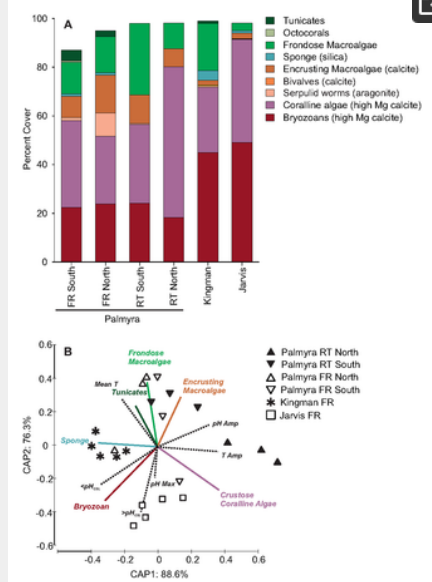 A
Tunicates
Octocorals
Frondose Macroalgae
Sponge (silica)
Encrusting Macroalgae (calcite)
Bivalves (calcite)
Serpulid worms (aragonite)
Coralline algae (high Mg calcite)
Bryozoans (high Mg calcite)
Percent Cover
100
80
60
40
20
0
FR South
FR North
RT South
RT North
Kingman
Jarvis
Palmyra
B
Palmyra RT North
Palmyra RT South
Palmyra FR North
Palmyra FR South
Kingman FR
Jarvis FR
CAP2: 76.3%
0.6
0.4
0.2
0
-0.2
-0.4
-0.6
Frondose
Macroalgae
Mean T
Tunicates
Encrusting
Macroalgae
pH Amp
Sponge
T Amp
pH Max
Bryozoan
Crustose
Coralline Algae
-0.4
-0.2
0
0.2
0.4
0.6
CAP1: 88.6%